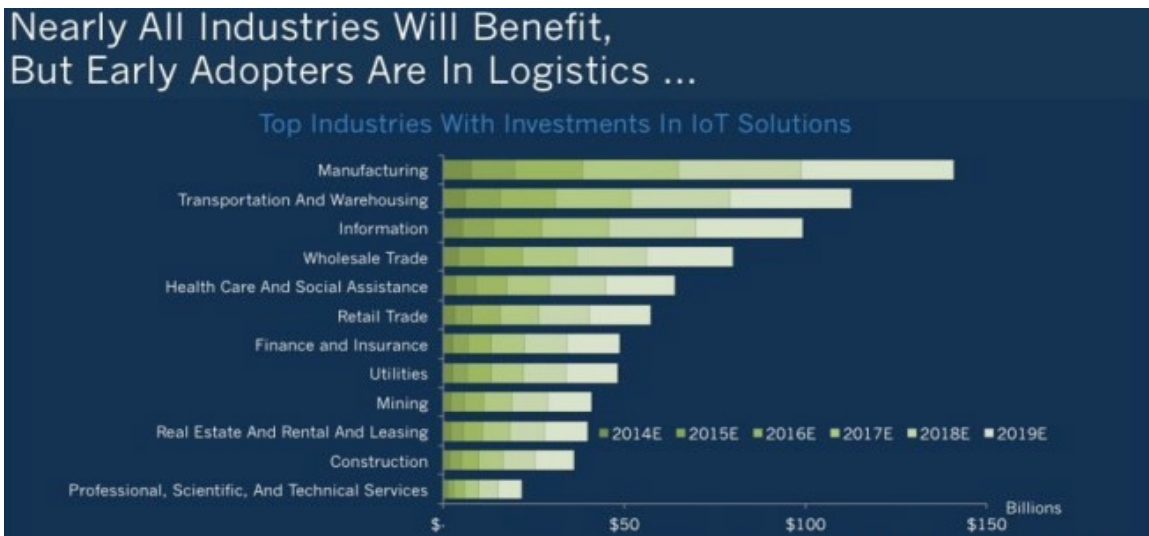 Nearly All Industries Will Benefit,
But Early Adopters Are In Logistics ...
Top Industries With Investments In IoT Solutions
Manufacturing
Transportation And Warehousing
Information
Wholesale Trade
Health Care And Social Assistance
Retail Trade
Finance and Insurance
Utilities
Mining
Real Estate And Rental And Leasing
2014E 2015E 2016E 2017E 2018E 2019E
Construction
Professional, Scientific, And Technical Services
Billions
$- $50 $100 $150